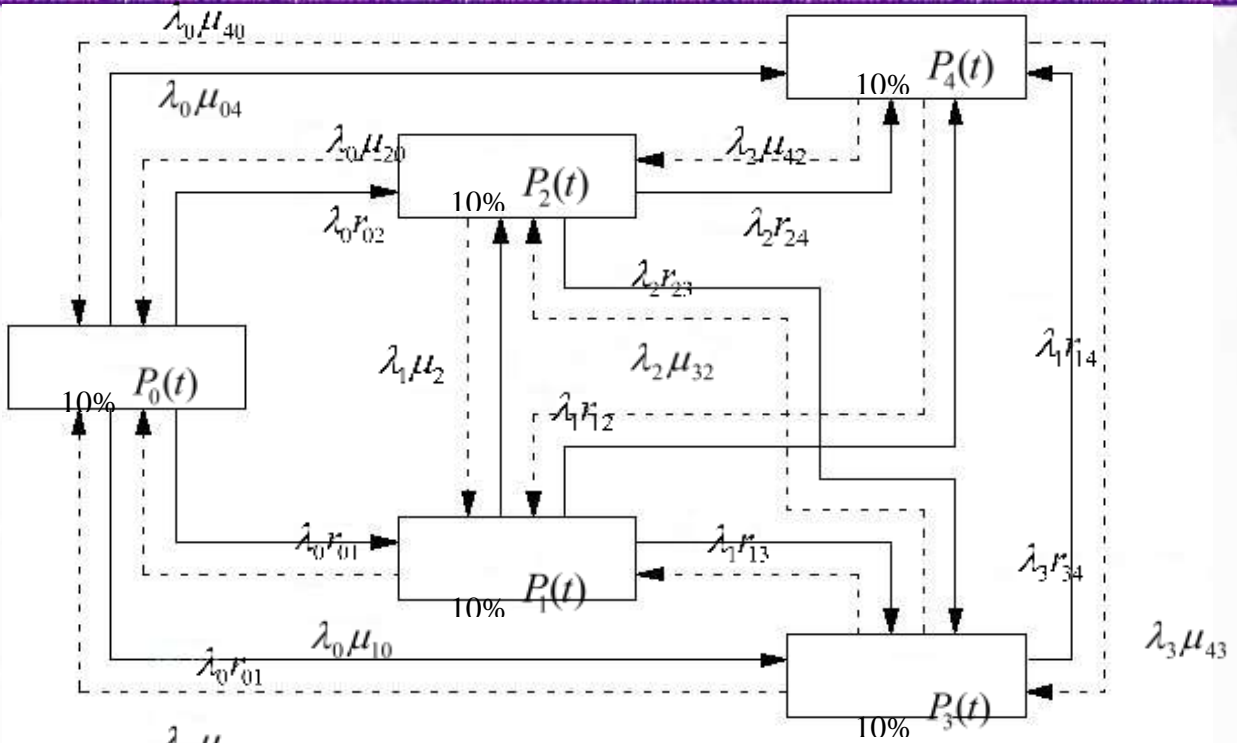 λ₀μ₄₀
P₄(t)
10%
λ₀μ₀₄
λ₀μ₂₀
λ₂μ₄₂
P₂(t)
10%
λ₀r₀₂
λ₂r₂₄
λ₂r₂₃
λ₁r₁₄
λ₁μ₂
λ₂μ₃₂
P₀(t)
10%
λ₁r₁₂
λ₀r₀₁
λ₁r₁₃
λ₃r₃₄
P₁(t)
10%
λ₀μ₁₀
λ₃μ₄₃
λ₀r₀₁
P₃(t)
10%